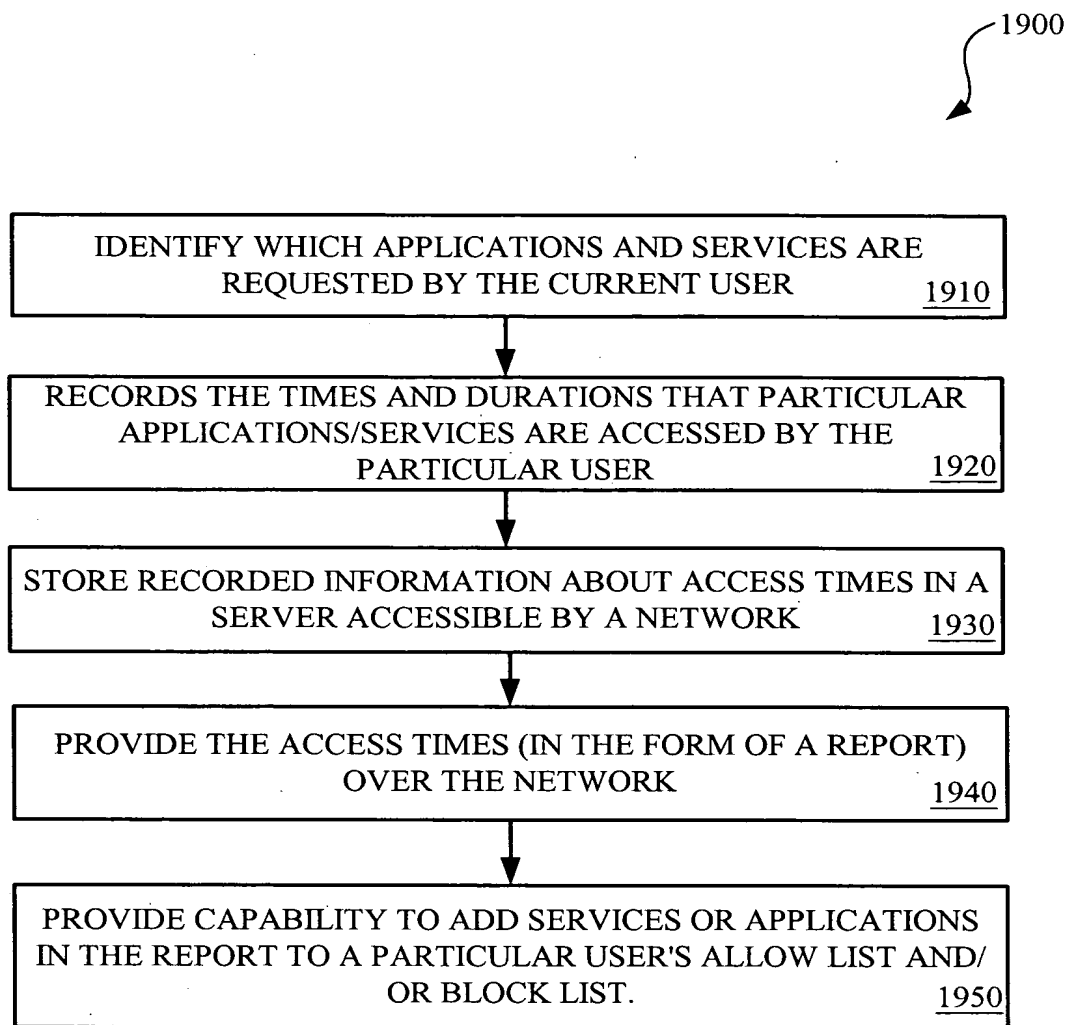 1900
IDENTIFY WHICH APPLICATIONS AND SERVICES ARE
REQUESTED BY THE CURRENT USER
1910
RECORDS THE TIMES AND DURATIONS THAT PARTICULAR
APPLICATIONS/SERVICES ARE ACCESSED BY THE
PARTICULAR USER
1920
STORE RECORDED INFORMATION ABOUT ACCESS TIMES IN A
SERVER ACCESSIBLE BY A NETWORK
1930
PROVIDE THE ACCESS TIMES (IN THE FORM OF A REPORT)
OVER THE NETWORK
1940
PROVIDE CAPABILITY TO ADD SERVICES OR APPLICATIONS
IN THE REPORT TO A PARTICULAR USER'S ALLOW LIST AND/
OR BLOCK LIST.
1950